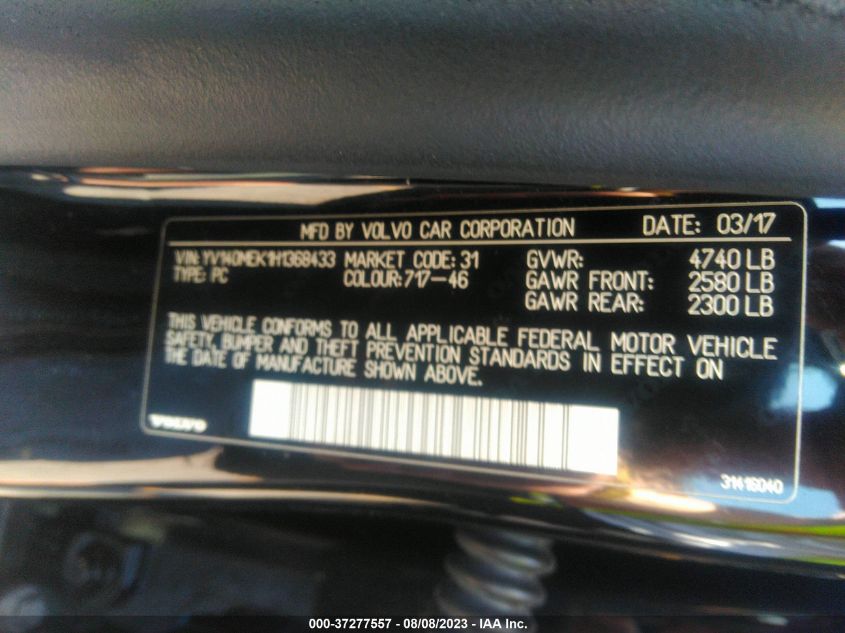 MFD BY VOLVO CAR CORPORATION DATE: 03/17
VIN: YV140MEK1H1368433 MARKET CODE: 31 GVWR: 4740 LB
TYPE: PC COLOUR: 717-46 GAWR FRONT: 2580 LB
GAWR REAR: 2300 LB
THIS VEHICLE CONFORMS TO ALL APPLICABLE FEDERAL MOTOR VEHICLE
SAFETY, BUMPER AND THEFT PREVENTION STANDARDS IN EFFECT ON
THE DATE OF MANUFACTURE SHOWN ABOVE.
VOLVO
31416040
000-37277557 - 08/08/2023 - IAA Inc.